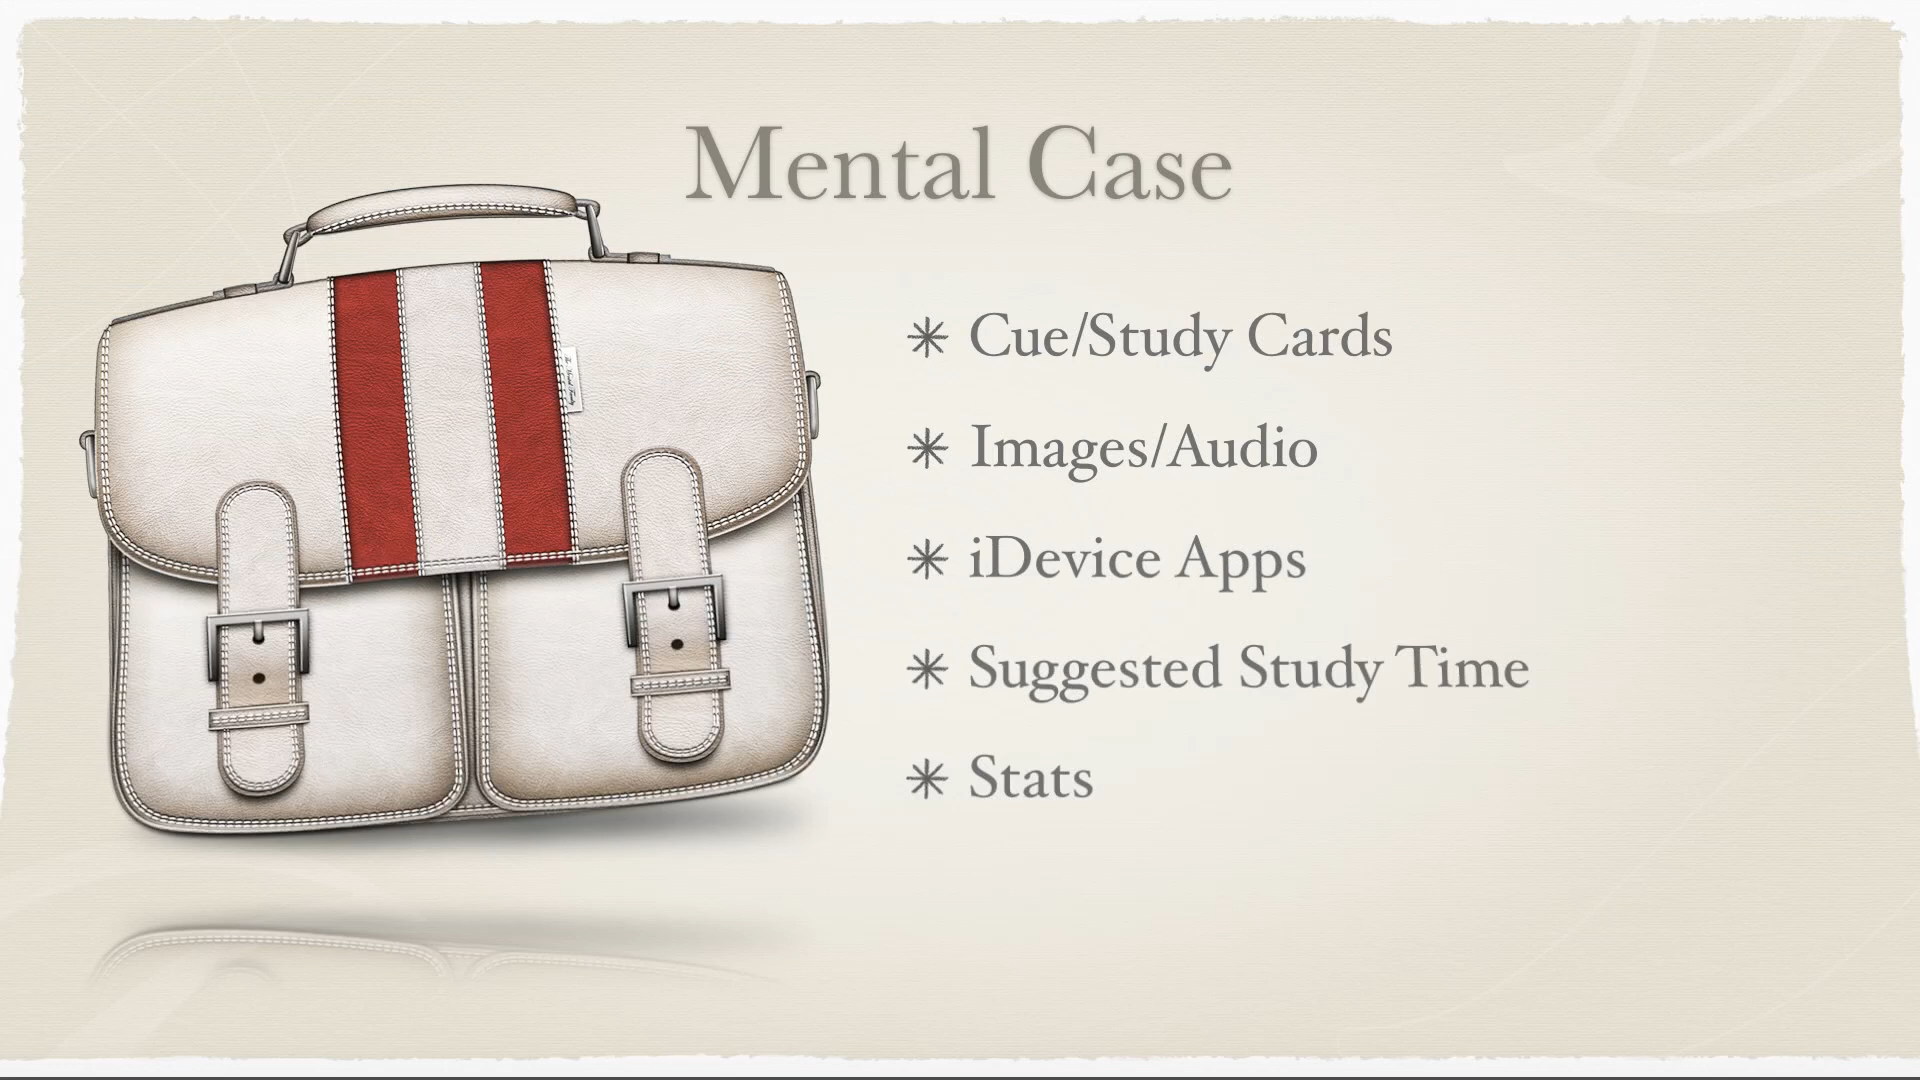 Mental Case
Cue/Study Cards
Images/Audio
iDevice Apps
Suggested Study Time
Stats